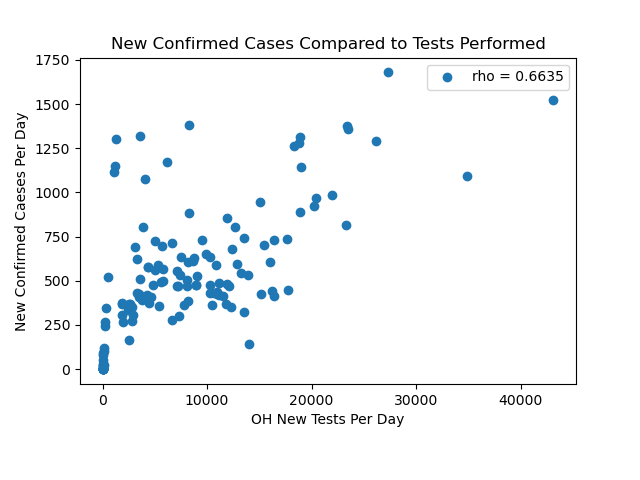 New Confirmed Cases Compared to Tests Performed
rho = 0.6635
1750
1500
1250
1000
750
500
250
0
New Confirmed Caeses Per Day
0 10000 20000 30000 40000
OH New Tests Per Day